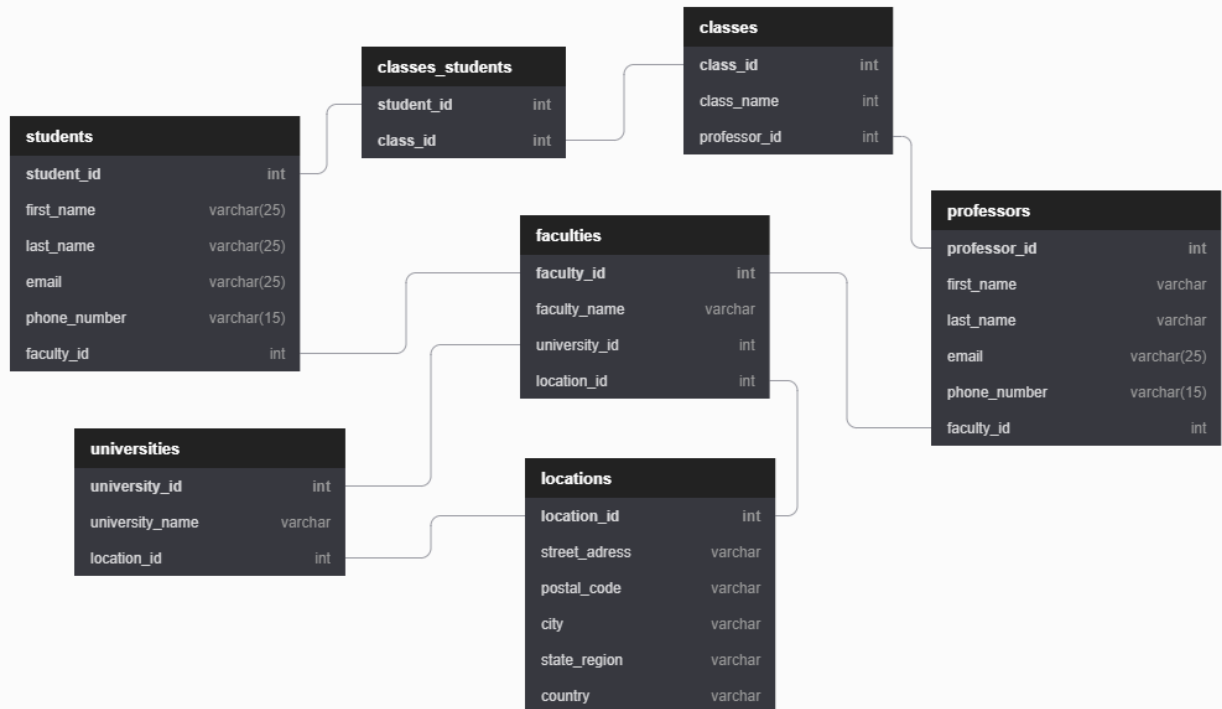 students
student_id int
first_name varchar(25)
last_name varchar(25)
email varchar(25)
phone_number varchar(15)
faculty_id int
classes_students
student_id int
class_id int
classes
class_id int
class_name int
professor_id int
professors
professor_id int
first_name varchar
last_name varchar
email varchar(25)
phone_number varchar(15)
faculty_id int
faculties
faculty_id int
faculty_name varchar
university_id int
location_id int
universities
university_id int
university_name varchar
location_id int
locations
location_id int
street_adress varchar
postal_code varchar
city varchar
state_region varchar
country varchar